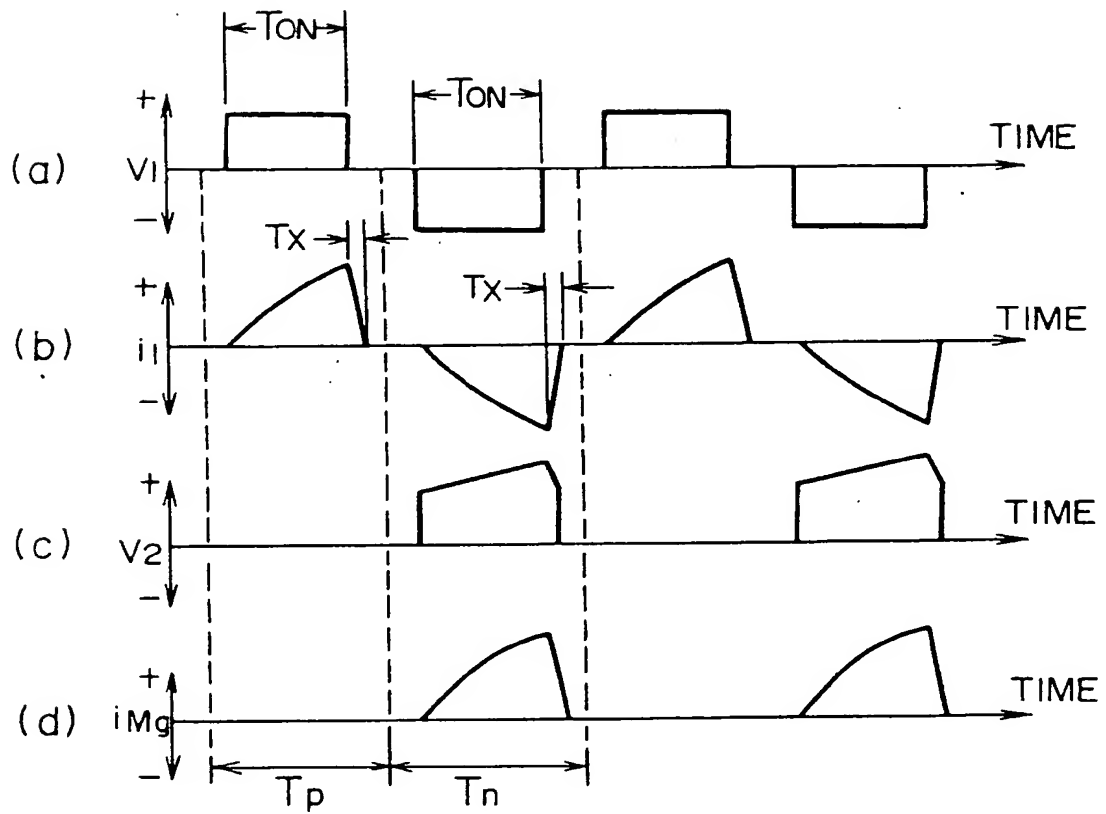 TON
TON
+
(a) V1 TIME
−
TX
TX
+
(b) i1 TIME
−
+
(c) V2 TIME
−
+
(d) iMg TIME
−
Tp Tn